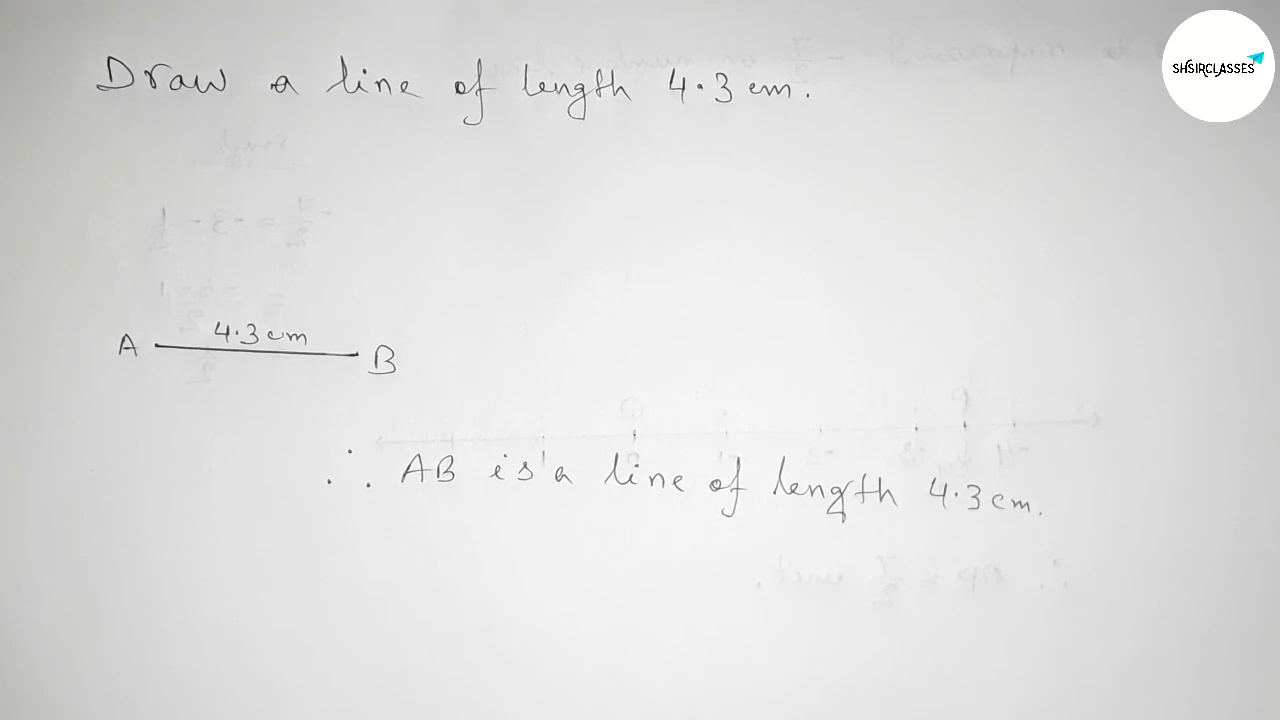 Draw a line of length 4.3 cm.
SHSIRCLASSES
4.3 cm
A
B
∴ AB is a line of length 4.3 cm.